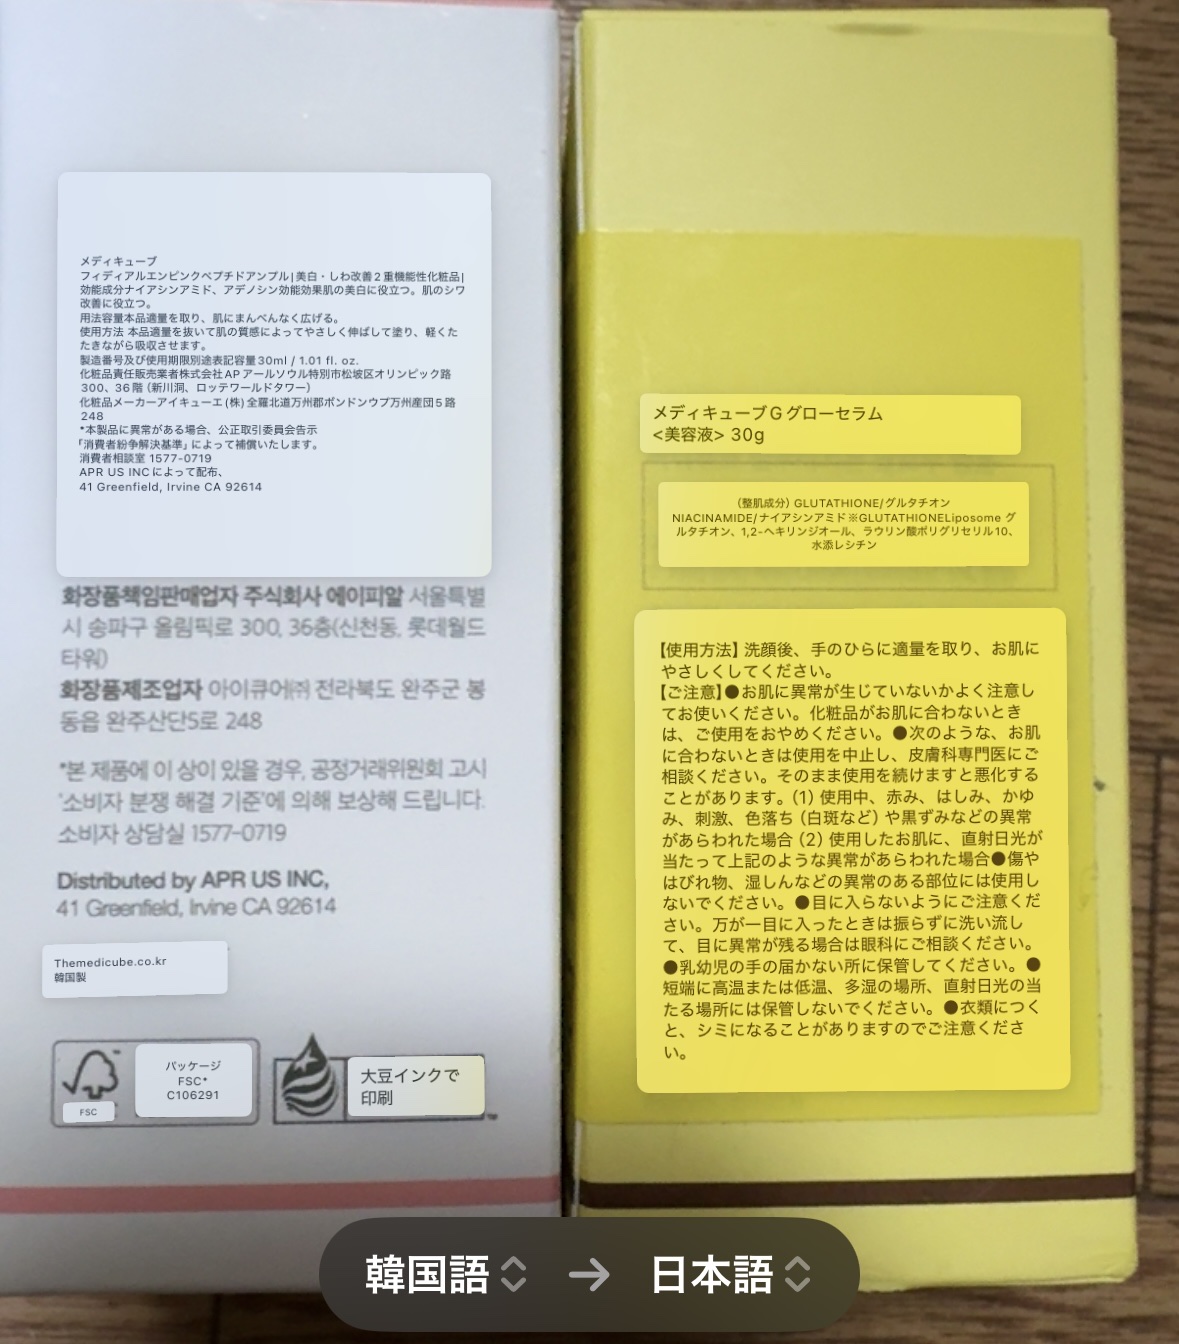 メディキューブ
フィディアルエンピンクペプチドアンプル|美白・しわ改善2重機能性化粧品|
効能成分ナイアシンアミド、アデノシン効能効果肌の美白に役立つ。肌のシワ
改善に役立つ。
用法容量本品適量を取り、肌にまんべんなく広げる。
使用方法 本品適量を抜いて肌の質感によってやさしく伸ばして塗り、軽くた
たきながら吸収させます。
製造番号及び使用期限別途表記容量30ml / 1.01 fl. oz.
化粧品責任販売業者株式会社APアールソウル特別市松坡区オリンピック路
300、36階(新川洞、ロッテワールドタワー)
化粧品メーカーアイキューエ(株)全羅北道万州郡ボンドンウプ万州産団5路
248
*本製品に異常がある場合、公正取引委員会告示
「消費者紛争解決基準」によって補償いたします。
消費者相談室 1577-0719
APR US INCによって配布、
41 Greenfield, Irvine CA 92614
화장품책임판매업자 주식회사 에이피알 서울특별
시 송파구 올림픽로 300, 36층(신천동, 롯데월드
타워)
화장품제조업자 아이큐어㈜ 전라북도 완주군 봉
동읍 완주산단5로 248
*본 제품에 이상이 있을 경우, 공정거래위원회 고시
'소비자 분쟁 해결 기준'에 의해 보상해 드립니다.
소비자 상담실 1577-0719
Distributed by APR US INC,
41 Greenfield, Irvine CA 92614
Themedicube.co.kr
韓国製
FSC
パッケージ
FSC*
C106291
大豆インクで
印刷
メディキューブGグローセラム
<美容液> 30g
(整肌成分) GLUTATHIONE/グルタチオン
NIACINAMIDE/ナイアシンアミド※GLUTATHIONELiposome グ
ルタチオン、1,2-ヘキリンジオール、ラウリン酸ポリグリセリル10、
水添レシチン
【使用方法】洗顔後、手のひらに適量を取り、お肌に
やさしくしてください。
【ご注意】●お肌に異常が生じていないかよく注意し
てお使いください。化粧品がお肌に合わないとき
は、ご使用をおやめください。●次のような、お肌
に合わないときは使用を中止し、皮膚科専門医にご
相談ください。そのまま使用を続けますと悪化する
ことがあります。(1) 使用中、赤み、はしみ、かゆ
み、刺激、色落ち(白斑など)や黒ずみなどの異常
があらわれた場合(2) 使用したお肌に、直射日光が
当たって上記のような異常があらわれた場合●傷や
はびれ物、湿しんなどの異常のある部位には使用し
ないでください。●目に入らないようにご注意くだ
さい。万が一目に入ったときは振らずに洗い流し
て、目に異常が残る場合は眼科にご相談ください。
●乳幼児の手の届かない所に保管してください。●
短端に高温または低温、多湿の場所、直射日光の当
たる場所には保管しないでください。●衣類につく
と、シミになることがありますのでご注意くださ
い。
韓国語 → 日本語